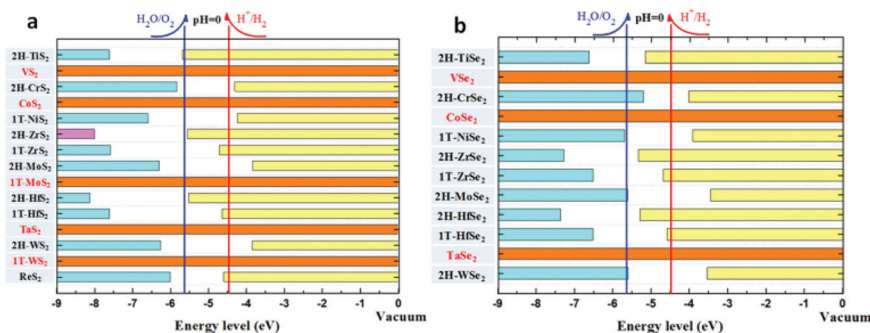 a
H₂O/O₂ pH=0 H⁺/H₂
2H-TiS₂
VS₂
2H-CrS₂
CoS₂
1T-NiS₂
2H-ZrS₂
1T-ZrS₂
2H-MoS₂
1T-MoS₂
2H-HfS₂
1T-HfS₂
TaS₂
2H-WS₂
1T-WS₂
ReS₂
-9 -8 -7 -6 -5 -4 -3 -2 -1 0
Energy level (eV) Vacuum
b
H₂O/O₂ pH=0 H⁺/H₂
2H-TiSe₂
VSe₂
2H-CrSe₂
CoSe₂
1T-NiSe₂
2H-ZrSe₂
1T-ZrSe₂
2H-MoSe₂
2H-HfSe₂
1T-HfSe₂
TaSe₂
2H-WSe₂
-9 -8 -7 -6 -5 -4 -3 -2 -1 0
Energy level (eV) Vacuum